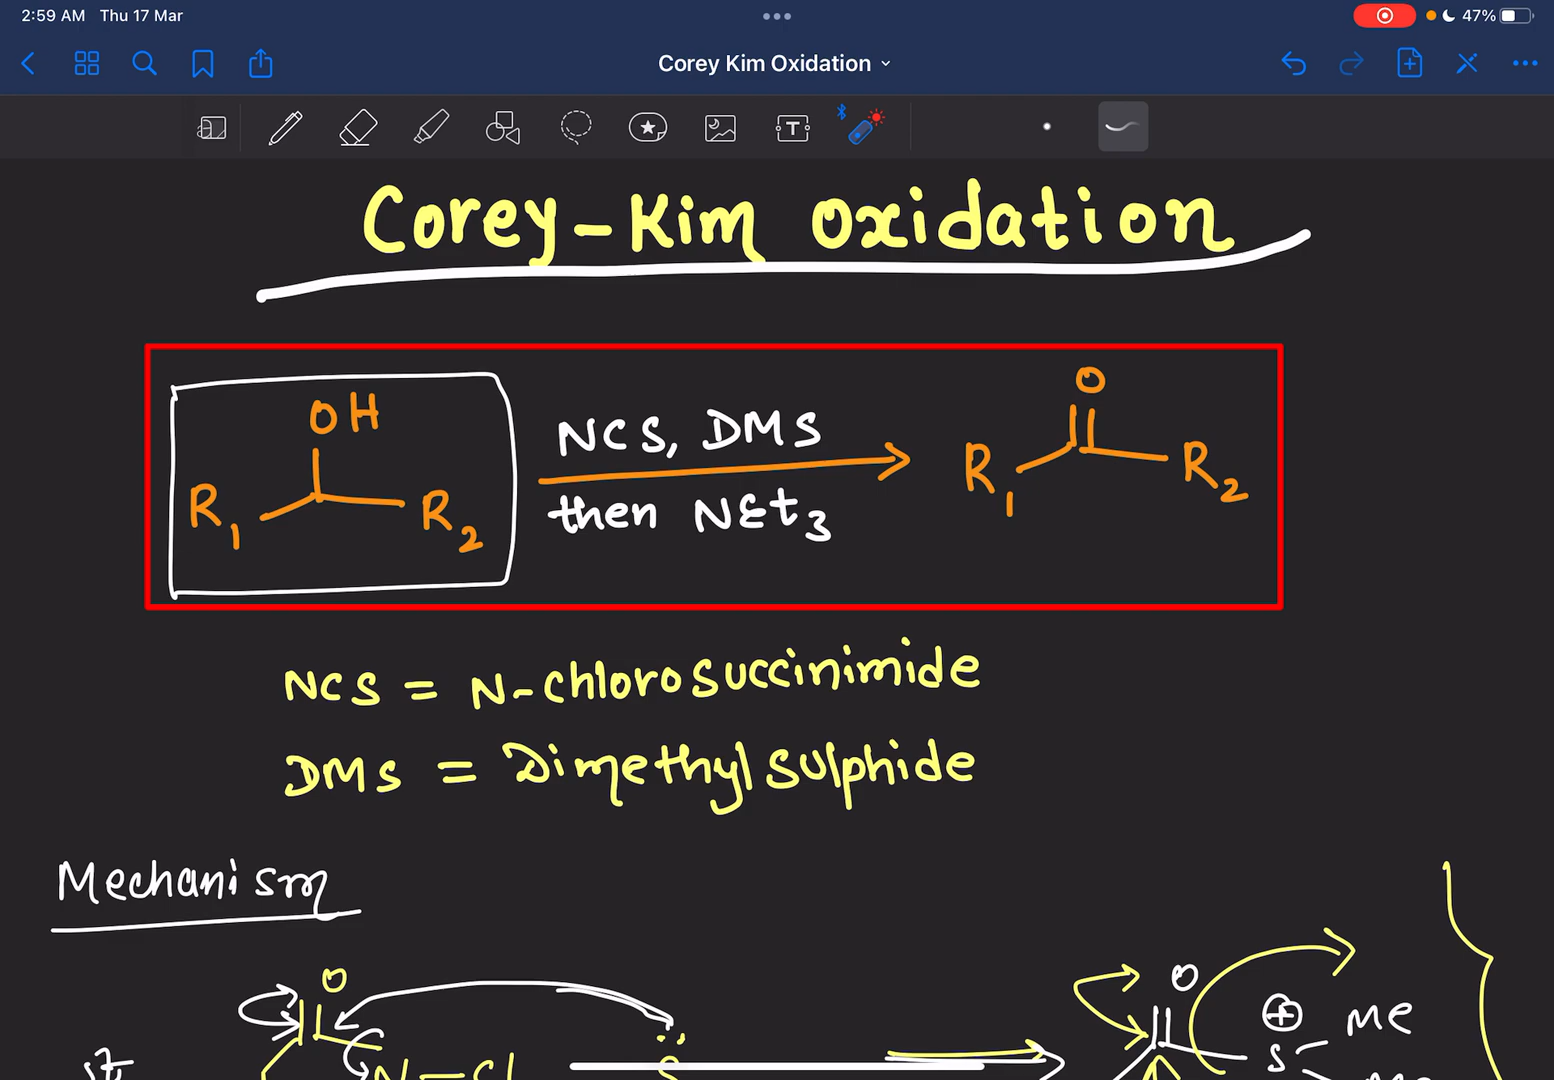 2:59 AM Thu 17 Mar
47%
Corey Kim Oxidation
T
Corey-Kim Oxidation
OH
R1 R2
NCS, DMS
then NEt3
O
R1 R2
NCS = N-chlorosuccinimide
DMS = Dimethyl sulphide
Mechanism
O
N-Cl
O
⊕ Me
S